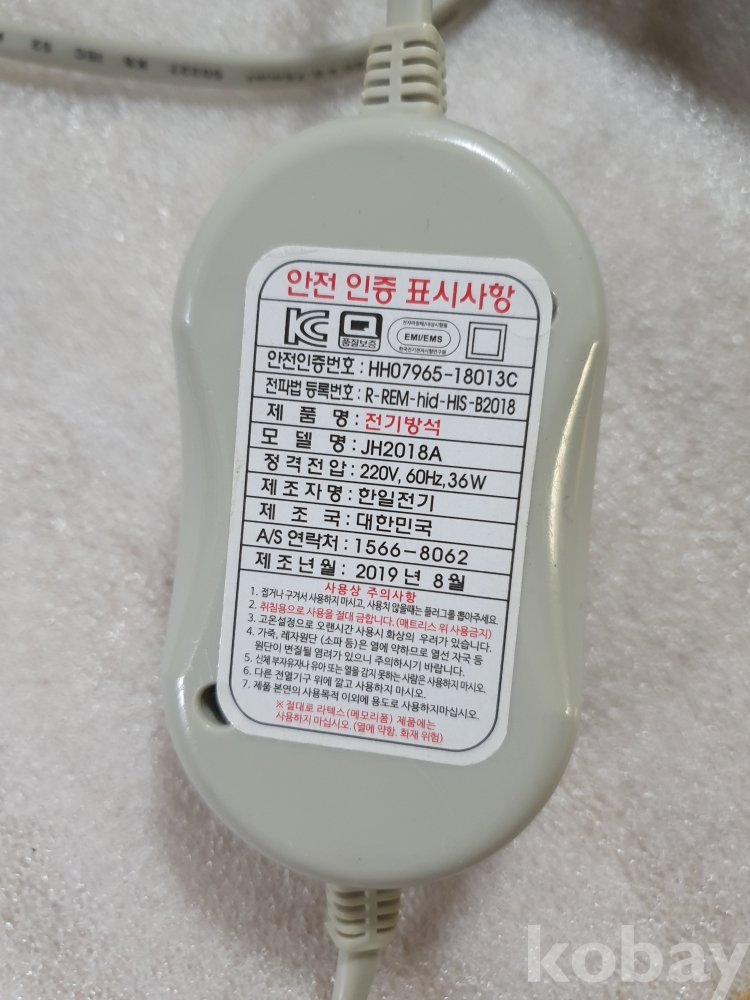 안전 인증 표시사항
KC
Q
품질보증
EMI/EMS
안전인증번호 : HH07965-18013C
전파법 등록번호 : R-REM-hid-HIS-B2018
제 품 명 : 전기방석
모 델 명 : JH2018A
정격전압 : 220V, 60Hz, 36W
제조자명 : 한일전기
제 조 국 : 대한민국
A/S 연락처 : 1566-8062
제조년월 : 2019 년 8 월
사용상 주의사항
1. 접거나 구겨서 사용하지 마시고, 사용치 않을때는 플러그를 뽑아주세요.
2. 취침용으로 사용을 절대 금합니다. (매트리스 위 사용금지)
3. 고온설정으로 오랜시간 사용시 화상의 우려가 있습니다.
4. 가죽, 레자원단 (소파 등)은 열에 약하므로 열선 자국 등
원단이 변질될 염려가 있으니 주의하시기 바랍니다.
5. 신체 부자유자나 유아 또는 열을 감지 못하는 사람은 사용하지 마시오.
6. 다른 전열기구 위에 깔고 사용하지 마시오.
7. 제품 본연의 사용목적 이외에 용도로 사용하지마십시오.
※ 절대로 라텍스 (메모리폼) 제품에는
사용하지 마십시요. (열에 약함. 화재 위험)
kobay